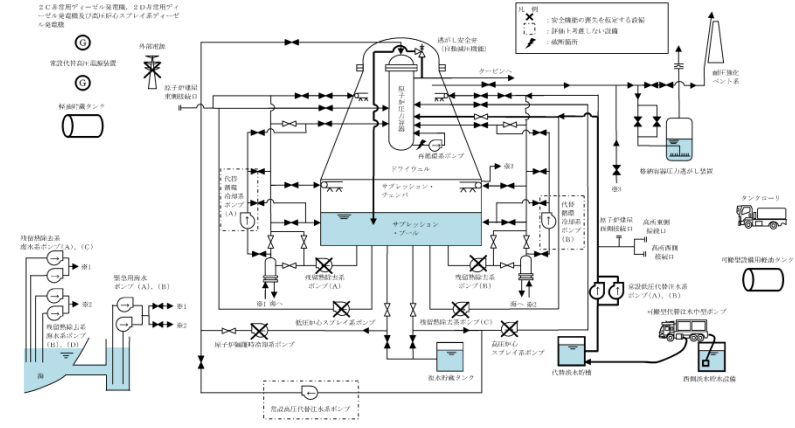 ２Ｃ非常用ディーゼル発電機，２Ｄ非常用ディ
ーゼル発電機及び高圧炉心スプレイ系ディーゼ
ル発電機
G
常設代替高圧電源装置
G
軽油貯蔵タンク
外部電源
原子炉建屋
東側接続口
逃がし安全弁
(自動減圧機能)
タービンへ
凡 例
：安全機能の喪失を仮定する設備
：評価上考慮しない設備
：破断箇所
耐圧強化
ベント系
格納容器圧力逃がし装置
※3
原子炉圧力容器
再循環系ポンプ
ドライウェル
※3
サプレッション・
チェンバ
サプレッション
・プール
代替
循環
冷却系
ポンプ
(A)
代替
循環
冷却系
ポンプ
(B)
原子炉建屋
西側接続口
高所東側
接続口
高所西側
接続口
タンクローリ
可搬型設備用軽油タンク
残留熱除去系
海水系ポンプ(A)，(C)
※1
※2
残留熱除去系
海水系ポンプ
(B)，(D)
海
緊急用海水
ポンプ(A)，(B)
※1
※2
残留熱除去系
ポンプ(A)
残留熱除去系
ポンプ(B)
※1 海へ
海へ ※2
低圧炉心スプレイ系ポンプ
残留熱除去系ポンプ(C)
原子炉隔離時冷却系ポンプ
高圧炉心
スプレイ系ポンプ
常設低圧代替注水系
ポンプ(A)，(B)
可搬型代替注水中型ポンプ
復水貯蔵タンク
代替淡水貯槽
西側淡水貯水設備
常設高圧代替注水系ポンプ